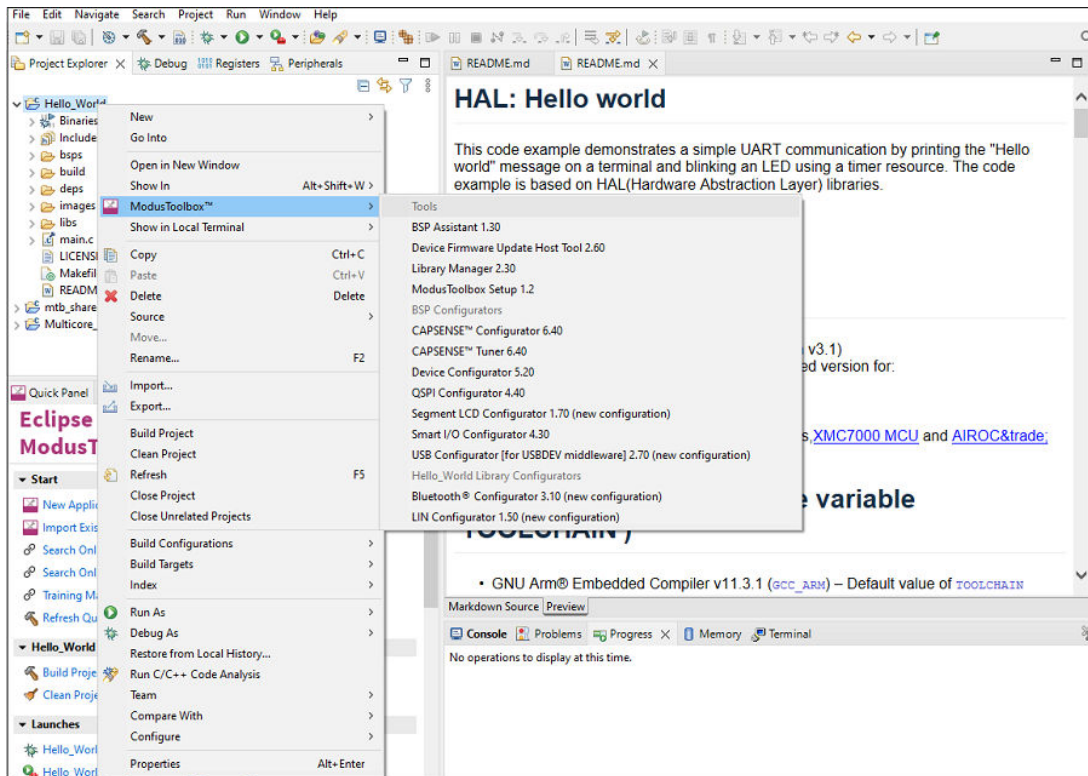 File Edit Navigate Search Project Run Window Help
Project Explorer Debug Registers Peripherals
Hello_World
Binaries
Include
bsps
build
deps
images
libs
main.c
LICENS
Makefil
READM
mtb_share
Multicore_
New
Go Into
Open in New Window
Show In Alt+Shift+W
ModusToolbox™
Show in Local Terminal
Copy Ctrl+C
Paste Ctrl+V
Delete Delete
Source
Move...
Rename... F2
Import...
Export...
Build Project
Clean Project
Refresh F5
Close Project
Close Unrelated Projects
Build Configurations
Build Targets
Index
Run As
Debug As
Restore from Local History...
Run C/C++ Code Analysis
Team
Compare With
Configure
Properties Alt+Enter
Tools
BSP Assistant 1.30
Device Firmware Update Host Tool 2.60
Library Manager 2.30
ModusToolbox Setup 1.2
BSP Configurators
CAPSENSE™ Configurator 6.40
CAPSENSE™ Tuner 6.40
Device Configurator 5.20
QSPI Configurator 4.40
Segment LCD Configurator 1.70 (new configuration)
Smart I/O Configurator 4.30
USB Configurator [for USBDEV middleware] 2.70 (new configuration)
Hello_World Library Configurators
Bluetooth® Configurator 3.10 (new configuration)
LIN Configurator 1.50 (new configuration)
Quick Panel
Eclipse
ModusT
Start
New Applic
Import Exis
Search Onl
Search Onl
Training Ma
Refresh Qu
Hello_World
Build Proje
Clean Proje
Launches
Hello_Worl
Hello_Worl
README.md README.md
HAL: Hello world
This code example demonstrates a simple UART communication by printing the "Hello
world" message on a terminal and blinking an LED using a timer resource. The code
example is based on HAL(Hardware Abstraction Layer) libraries.
v3.1)
ed version for:
s,XMC7000 MCU and AIROC&trade;
e variable
TOOLCHAIN')
• GNU Arm® Embedded Compiler v11.3.1 (GCC_ARM) – Default value of TOOLCHAIN
Markdown Source Preview
Console Problems Progress Memory Terminal
No operations to display at this time.